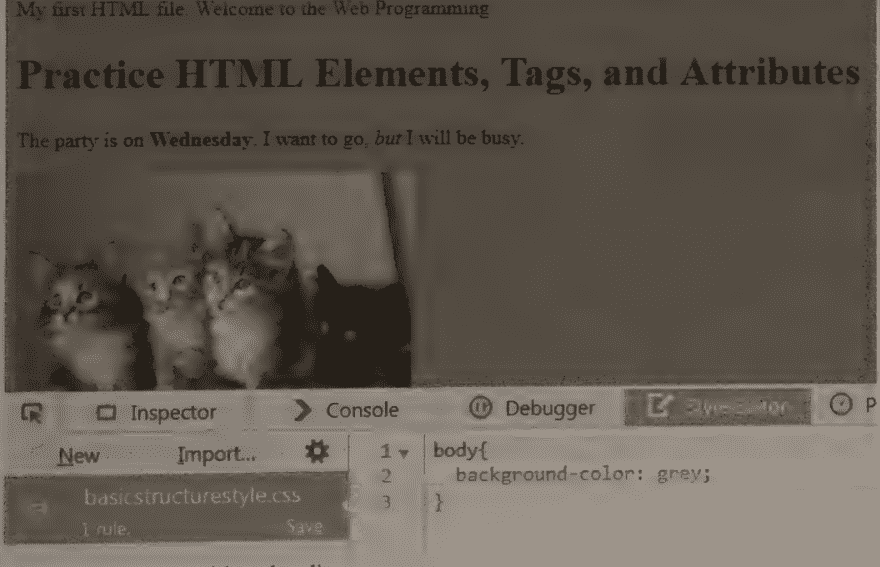 My first HTML file. Welcome to the Web Programming
Practice HTML Elements, Tags, and Attributes
The party is on Wednesday. I want to go, but I will be busy.
Inspector Console Debugger Style Editor P
New Import...
basicstructurestyle.css
1 rule. Save
1 body{
2 background-color: grey;
3 }